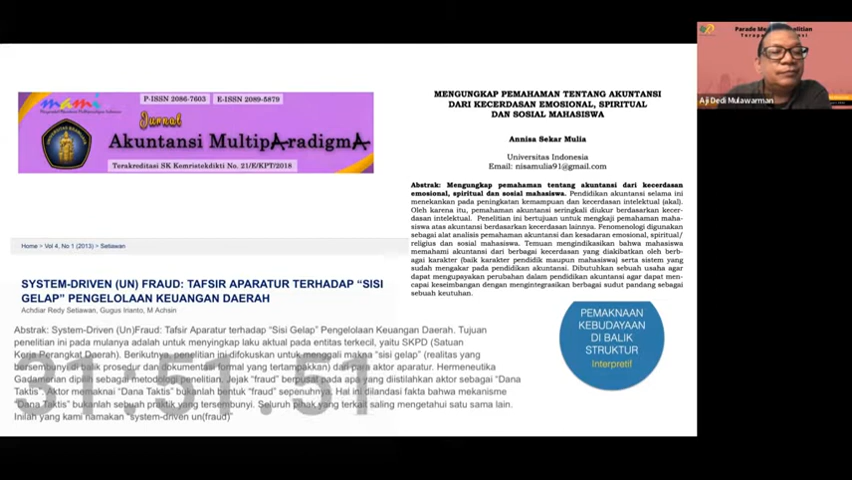 mami
P-ISSN 2086-7603 E-ISSN 2089-5879
Jurnal
Akuntansi MultipAradigmA
Terakreditasi SK Kemristekdikti No. 21/E/KPT/2018
Home > Vol 4, No 1 (2013) > Setiawan
SYSTEM-DRIVEN (UN) FRAUD: TAFSIR APARATUR TERHADAP “SISI
GELAP” PENGELOLAAN KEUANGAN DAERAH
Achdiar Redy Setiawan, Gugus Irianto, M Achsin
Abstrak: System-Driven (Un)Fraud: Tafsir Aparatur terhadap “Sisi Gelap” Pengelolaan Keuangan Daerah. Tujuan
penelitian ini pada mulanya adalah untuk menyingkap laku aktual pada entitas terkecil, yaitu SKPD (Satuan
Kerja Perangkat Daerah). Berikutnya penelitian ini difokuskan untuk menggali makna “sisi gelap” (realitas yang
bersembunyi di balik prosedur dan dokumentasi formal yang tertampakkan) dari para aktor aparatur. Hermeneutika
Gadamerian dipilih sebagai metodologi penelitian. Jejak “fraud” berpusat pada apa yang diistilahkan aktor sebagai “Dana
Taktis”. Aktor memaknai “Dana Taktis” bukanlah bentuk “fraud” sepenuhnya. Hal ini dilandasi fakta bahwa mekanisme
“Dana Taktis” bukanlah sebuah praktik yang tersembunyi. Seluruh pihak yang terkait saling mengetahui satu sama lain.
Inilah yang kami namakan “system-driven un(fraud)”
31:51.51
MENGUNGKAP PEMAHAMAN TENTANG AKUNTANSI
DARI KECERDASAN EMOSIONAL, SPIRITUAL
DAN SOSIAL MAHASISWA
Annisa Sekar Mulia
Universitas Indonesia
Email: nisamulia91@gmail.com
Abstrak: Mengungkap pemahaman tentang akuntansi dari kecerdasan
emosional, spiritual dan sosial mahasiswa. Pendidikan akuntansi selama ini
menekankan pada peningkatan kemampuan dan kecerdasan intelektual (akal).
Oleh karena itu, pemahaman akuntansi seringkali diukur berdasarkan kecer-
dasan intelektual. Penelitian ini bertujuan untuk mengkaji pemahaman maha-
siswa atas akuntansi berdasarkan kecerdasan lainnya. Fenomenologi digunakan
sebagai alat analisis pemahaman akuntansi dan kesadaran emosional, spiritual/
religius dan sosial mahasiswa. Temuan mengindikasikan bahwa mahasiswa
memahami akuntansi dari berbagai kecerdasan yang diakibatkan oleh berb-
agai karakter (baik karakter pendidik maupun mahasiswa) serta sistem yang
sudah mengakar pada pendidikan akuntansi. Dibutuhkan sebuah usaha agar
dapat mengupayakan perubahan dalam pendidikan akuntansi agar dapat men-
capai keseimbangan dengan mengintegrasikan berbagai sudut pandang sebagai
sebuah keutuhan.
PEMAKNAAN
KEBUDAYAAN
DI BALIK
STRUKTUR
Interpretif
Aji Dedi Mulawarman